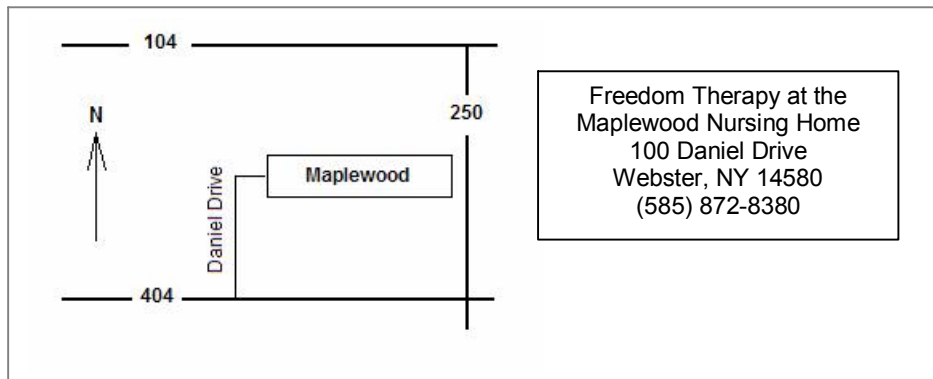 104
N
250
Maplewood
Daniel Drive
404
Freedom Therapy at the
Maplewood Nursing Home
100 Daniel Drive
Webster, NY 14580
(585) 872-8380